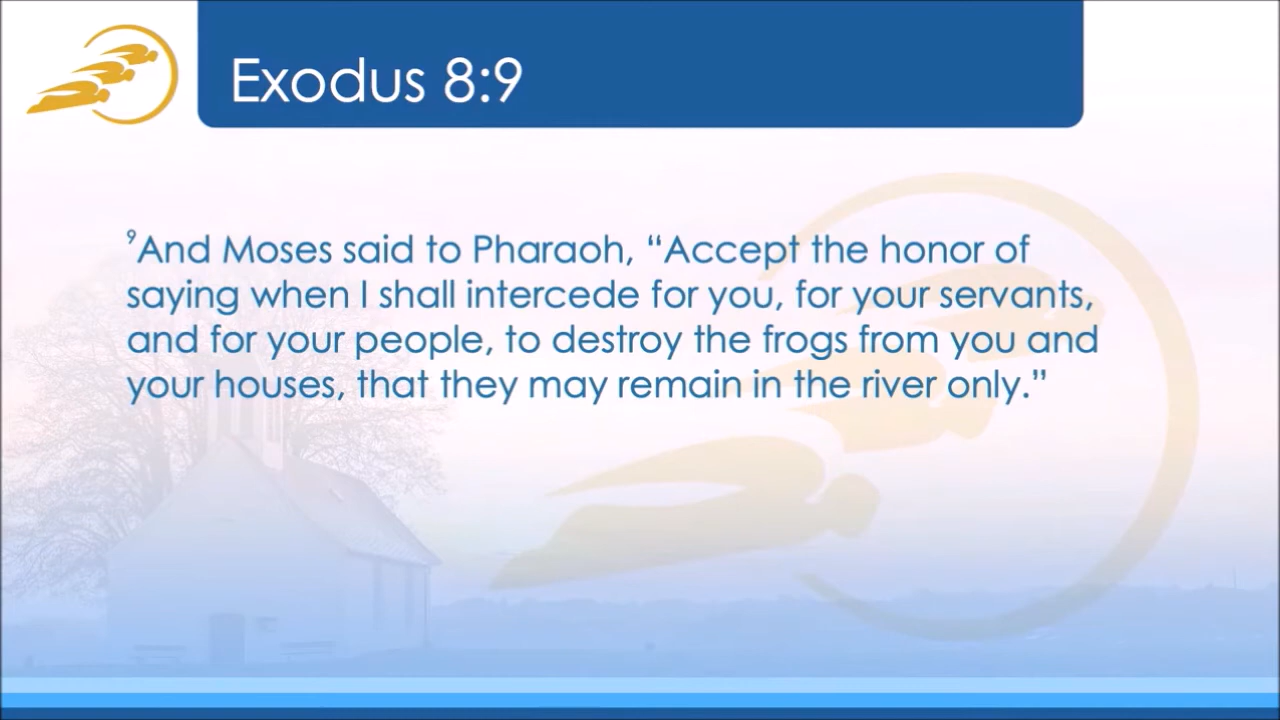 Exodus 8:9
⁹And Moses said to Pharaoh, “Accept the honor of
saying when I shall intercede for you, for your servants,
and for your people, to destroy the frogs from you and
your houses, that they may remain in the river only.”